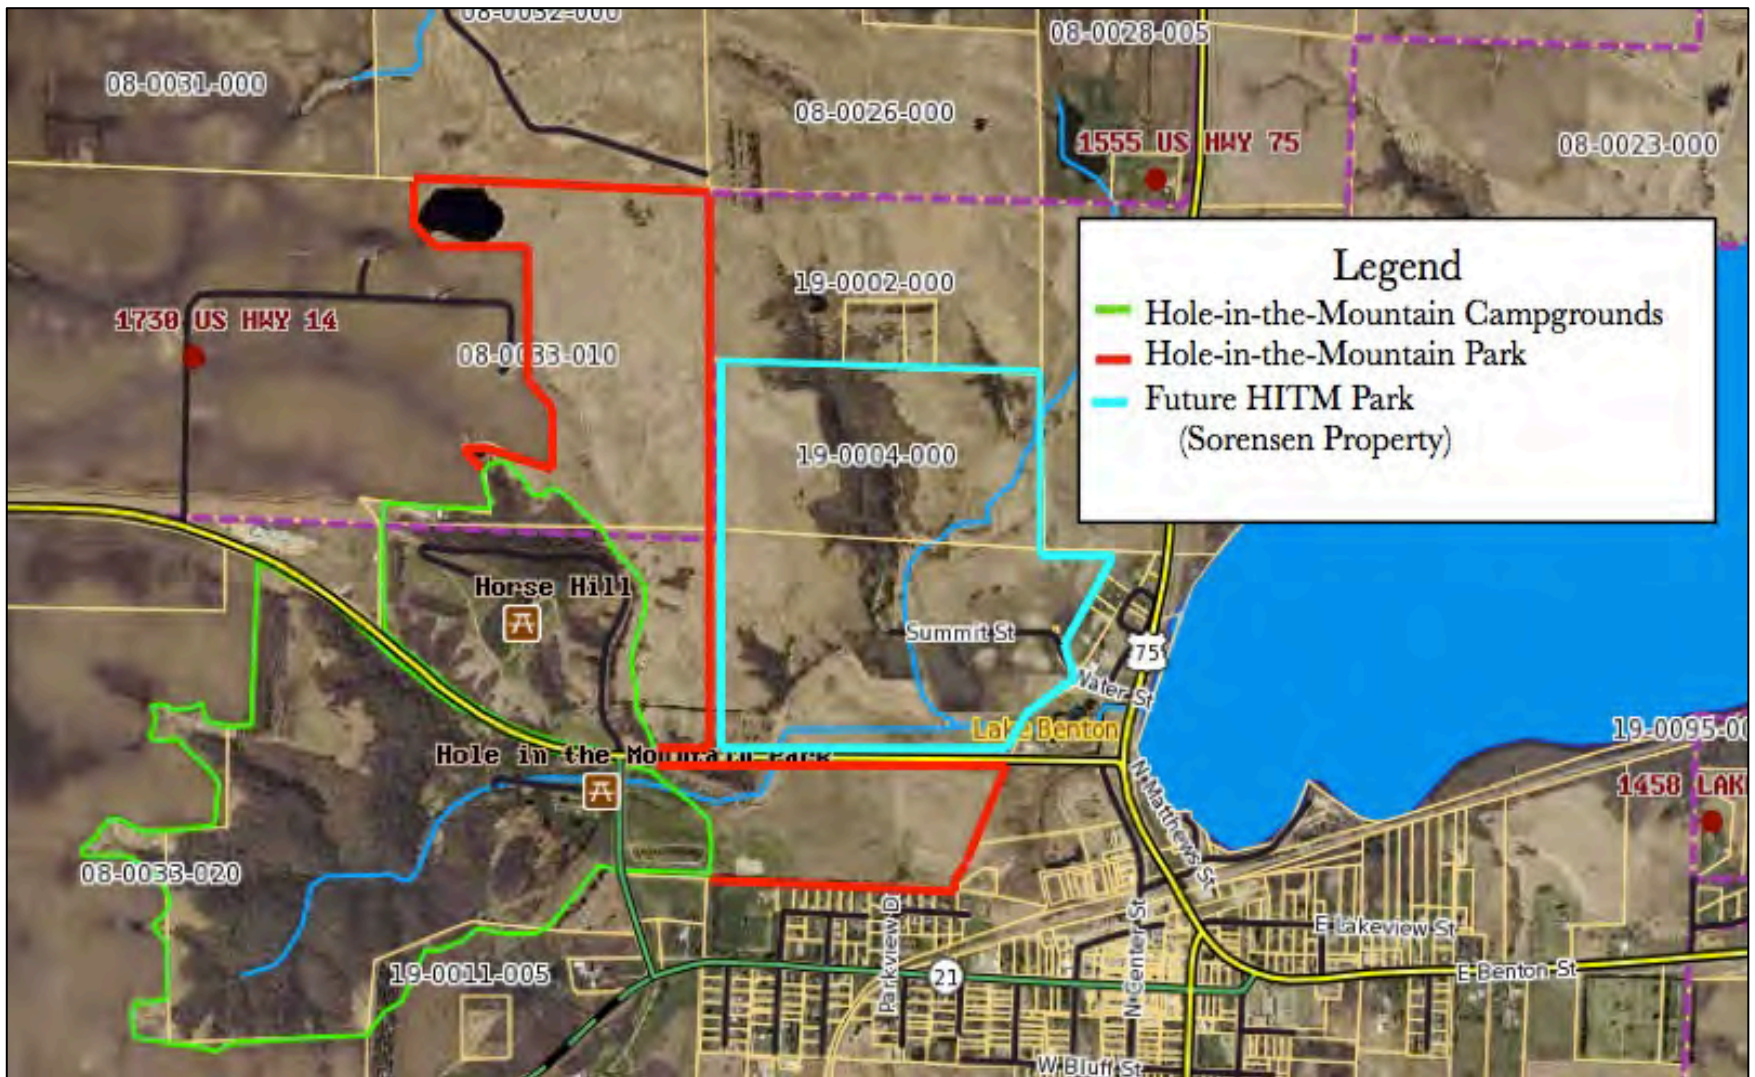 08-0032-000
08-0028-005
08-0031-000
08-0026-000
1555 US HWY 75
08-0023-000
19-0002-000
Legend
Hole-in-the-Mountain Campgrounds
Hole-in-the-Mountain Park
Future HITM Park
(Sorensen Property)
1730 US HWY 14
08-0033-010
19-0004-000
Horse Hill
Summit St
75
Water St
Lake Benton
Hole in the Mountain Park
N Matthews St
1458 LAK
08-0033-020
19-0011-005
Parkview D
21
N Center St
E Lakeview St
E Benton St
W Bluff St